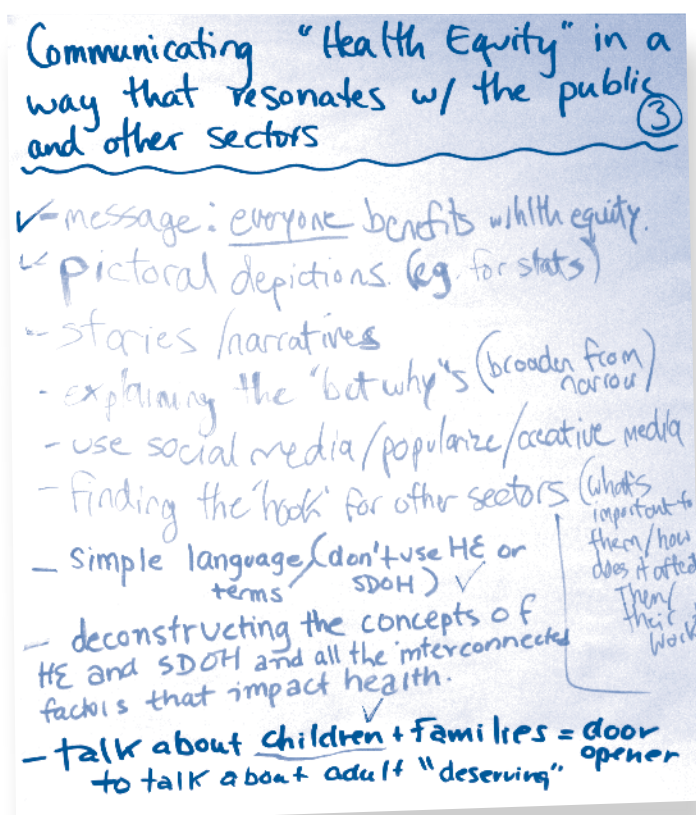 Communicating "Health Equity" in a
way that resonates w/ the public
and other sectors
③
- message: everyone benefits w/hlth equity.
- pictoral depictions. (eg. for stats)
- stories/narratives
- explaining the "but why"s (broaden from
narrow)
- use social media/popularize/creative media
- finding the 'hook' for other sectors (what's
important to
them/how
does it affect
Them/
their
work
- Simple language/terms (don't use HE or
SDOH) ✓
- deconstructing the concepts of
HE and SDOH and all the interconnected
factors that impact health.
- talk about children + families = door
opener
to talk about adult "deserving"